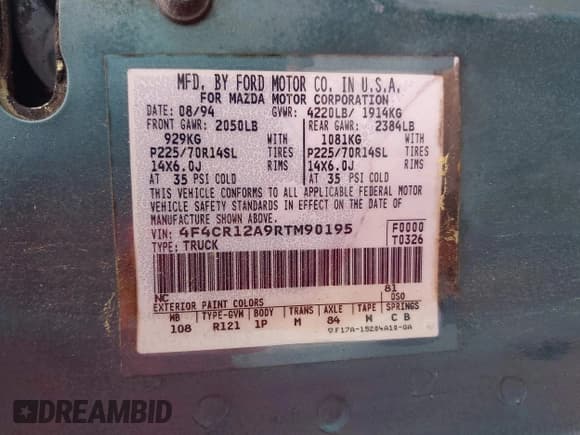 MFD. BY FORD MOTOR CO. IN U.S.A.
FOR MAZDA MOTOR CORPORATION
DATE: 08/94 GVWR: 4220LB/ 1914KG
FRONT GAWR: 2050LB REAR GAWR: 2384LB
929KG WITH 1081KG WITH
P225/70R14SL TIRES P225/70R14SL TIRES
14X6.0J RIMS 14X6.0J RIMS
AT 35 PSI COLD AT 35 PSI COLD
THIS VEHICLE CONFORMS TO ALL APPLICABLE FEDERAL MOTOR
VEHICLE SAFETY STANDARDS IN EFFECT ON THE DATE OF
MANUFACTURE SHOWN ABOVE.
VIN: 4F4CR12A9RTM90195 F0000
TYPE: TRUCK T0326
NC 81
EXTERIOR PAINT COLORS DSO
WB TYPE-GVM BODY TRANS AXLE TAPE SPRINGS
108 R121 1P M 84 M C B
F17A-15204A10-GA
DREAMBID